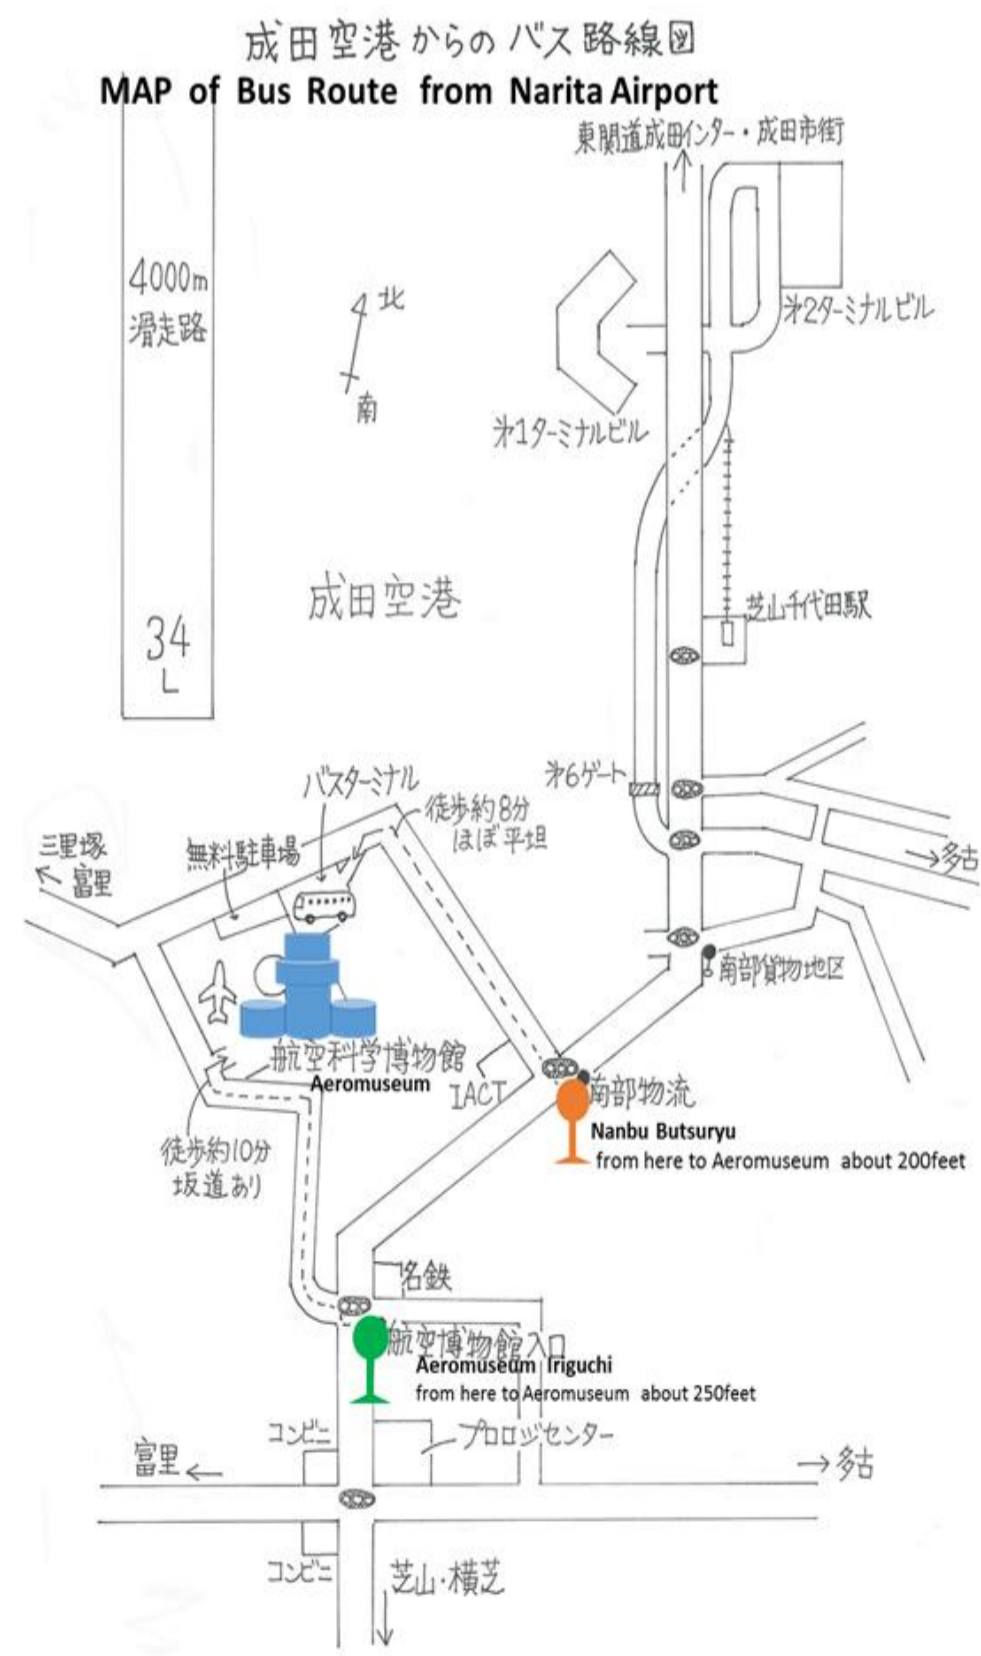 成田空港からのバス路線図
MAP of Bus Route from Narita Airport
東関道成田インター・成田市街
4000m
滑走路
北
南
第2ターミナルビル
第1ターミナルビル
成田空港
芝山千代田駅
34
L
バスターミナル
第6ゲート
徒歩約8分
ほぼ平坦
三里塚
富里
無料駐車場
多古
南部貨物地区
航空科学博物館
Aeromuseum
IACT
南部物流
Nanbu Butsuryu
from here to Aeromuseum about 200feet
徒歩約10分
坂道あり
名鉄
航空博物館入口
Aeromuseum Iriguchi
from here to Aeromuseum about 250feet
コンビニ
プロロジセンター
富里
多古
コンビニ
芝山・横芝